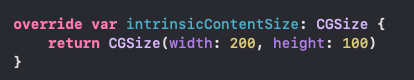 override var intrinsicContentSize: CGSize {
    return CGSize(width: 200, height: 100)
}